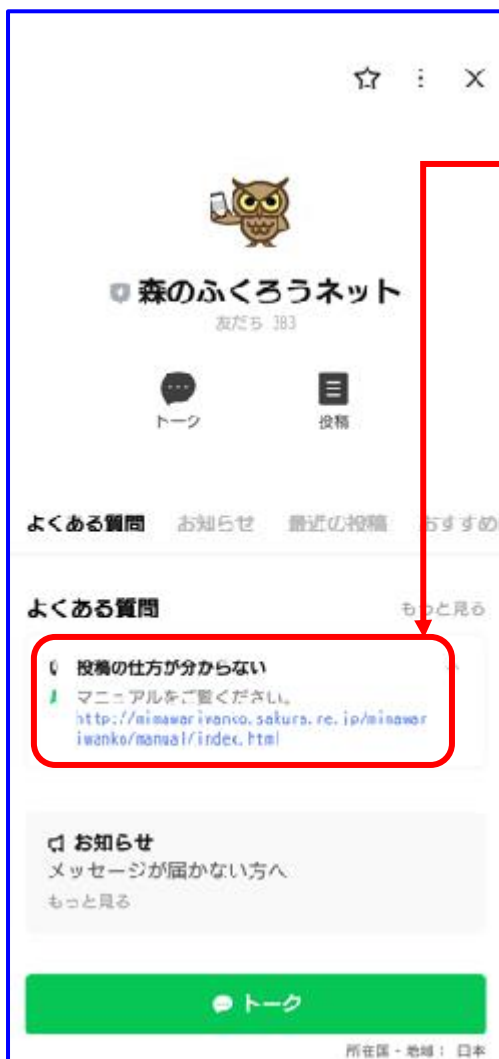 森のふくろうネット
友だち 383
トーク
投稿
よくある質問 お知らせ 最近の投稿 おすすめ
よくある質問
もっと見る
投稿の仕方が分からない
マニュアルをご覧ください。
http://mimawariwanko.sakura.ne.jp/mimawar
iwanko/manual/index.html
お知らせ
メッセージが届かない方へ
もっと見る
トーク
所在国・地域： 日本